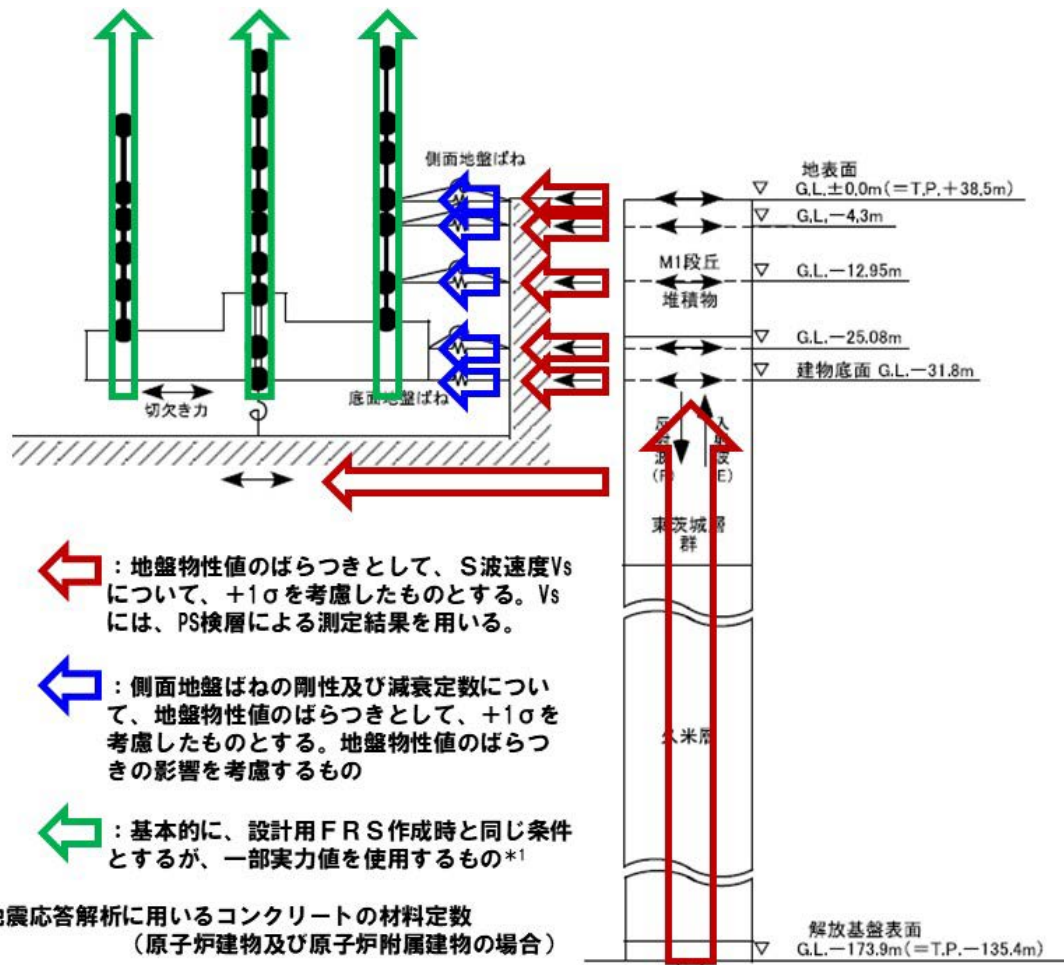 側面地盤ばね
地表面
G.L.±0.0m(=T.P.+38.5m)
G.L.-4.3m
M1段丘
堆積物
G.L.-12.95m
G.L.-25.08m
建物底面 G.L.-31.8m
切欠き力
底面地盤ばね
反射波(F)
入射波(E)
東茨城層
群
:地盤物性値のばらつきとして、S波速度Vs
について、+1σを考慮したものとする。Vs
には、PS検層による測定結果を用いる。
:側面地盤ばねの剛性及び減衰定数につい
て、地盤物性値のばらつきとして、+1σを
考慮したものとする。地盤物性値のばらつ
きの影響を考慮するもの
久米層
:基本的に、設計用FRS作成時と同じ条件
とするが、一部実力値を使用するもの*1
地震応答解析に用いるコンクリートの材料定数
(原子炉建物及び原子炉附属建物の場合)
解放基盤表面
G.L.-173.9m(=T.P.-135.4m)